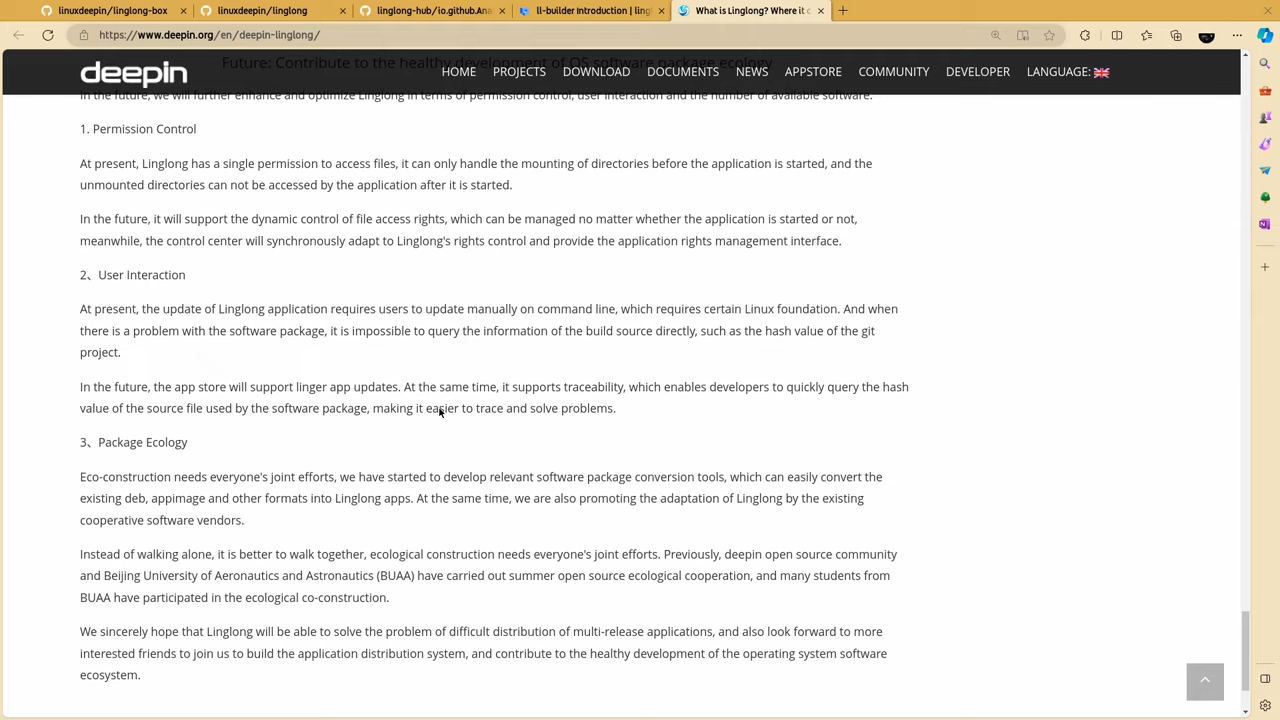 linuxdeepin/linglong-box
linuxdeepin/linglong
linglong-hub/io.github.Ana
ll-builder Introduction | ling
What is Linglong? Where it c
https://www.deepin.org/en/deepin-linglong/
Future: Contribute to the healthy development of OS software package ecology
deepin
HOME PROJECTS DOWNLOAD DOCUMENTS NEWS APPSTORE COMMUNITY DEVELOPER LANGUAGE:
In the future, we will further enhance and optimize Linglong in terms of permission control, user interaction and the number of available software.
1. Permission Control
At present, Linglong has a single permission to access files, it can only handle the mounting of directories before the application is started, and the
unmounted directories can not be accessed by the application after it is started.
In the future, it will support the dynamic control of file access rights, which can be managed no matter whether the application is started or not,
meanwhile, the control center will synchronously adapt to Linglong's rights control and provide the application rights management interface.
2、User Interaction
At present, the update of Linglong application requires users to update manually on command line, which requires certain Linux foundation. And when
there is a problem with the software package, it is impossible to query the information of the build source directly, such as the hash value of the git
project.
In the future, the app store will support linger app updates. At the same time, it supports traceability, which enables developers to quickly query the hash
value of the source file used by the software package, making it easier to trace and solve problems.
3、Package Ecology
Eco-construction needs everyone's joint efforts, we have started to develop relevant software package conversion tools, which can easily convert the
existing deb, appimage and other formats into Linglong apps. At the same time, we are also promoting the adaptation of Linglong by the existing
cooperative software vendors.
Instead of walking alone, it is better to walk together, ecological construction needs everyone's joint efforts. Previously, deepin open source community
and Beijing University of Aeronautics and Astronautics (BUAA) have carried out summer open source ecological cooperation, and many students from
BUAA have participated in the ecological co-construction.
We sincerely hope that Linglong will be able to solve the problem of difficult distribution of multi-release applications, and also look forward to more
interested friends to join us to build the application distribution system, and contribute to the healthy development of the operating system software
ecosystem.